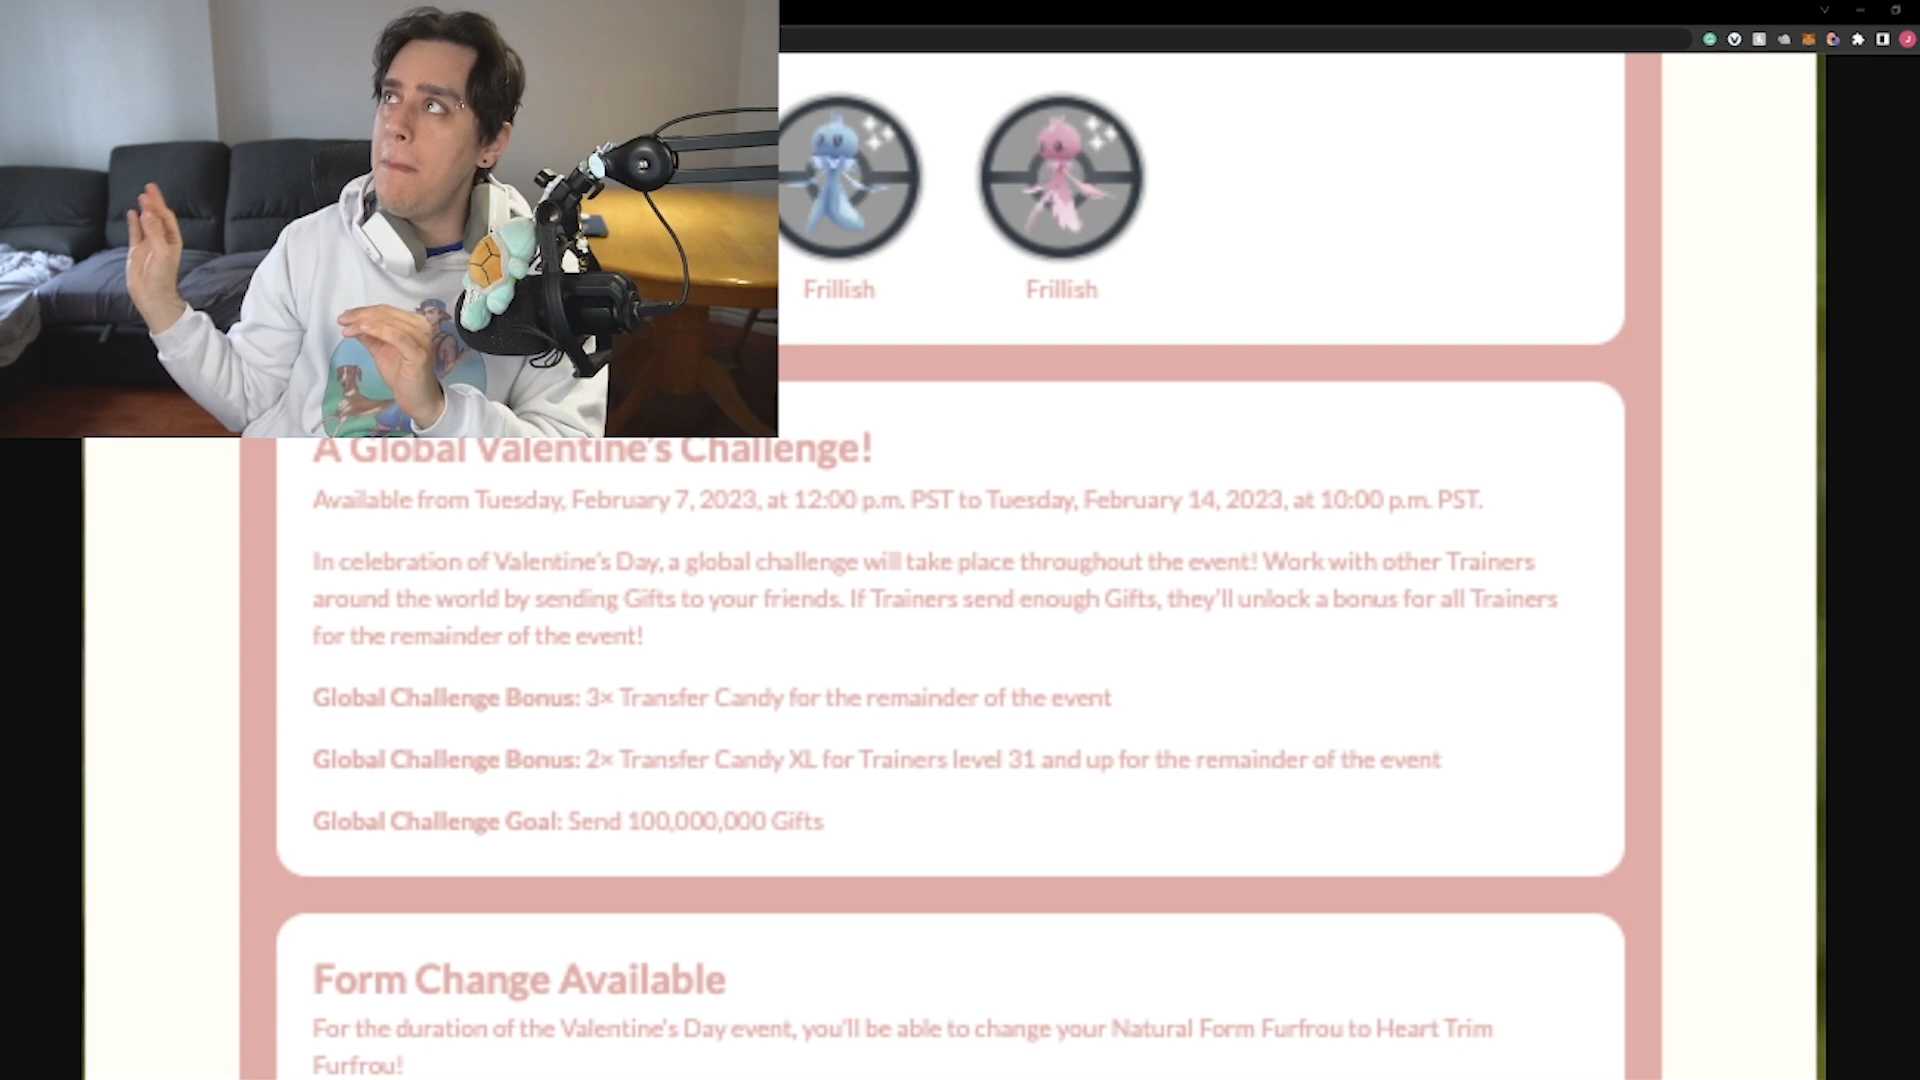 J
Frillish
Frillish
A Global Valentine's Challenge!
Available from Tuesday, February 7, 2023, at 12:00 p.m. PST to Tuesday, February 14, 2023, at 10:00 p.m. PST.
In celebration of Valentine's Day, a global challenge will take place throughout the event! Work with other Trainers
around the world by sending Gifts to your friends. If Trainers send enough Gifts, they'll unlock a bonus for all Trainers
for the remainder of the event!
Global Challenge Bonus: 3× Transfer Candy for the remainder of the event
Global Challenge Bonus: 2× Transfer Candy XL for Trainers level 31 and up for the remainder of the event
Global Challenge Goal: Send 100,000,000 Gifts
Form Change Available
For the duration of the Valentine's Day event, you'll be able to change your Natural Form Furfrou to Heart Trim
Furfrou!